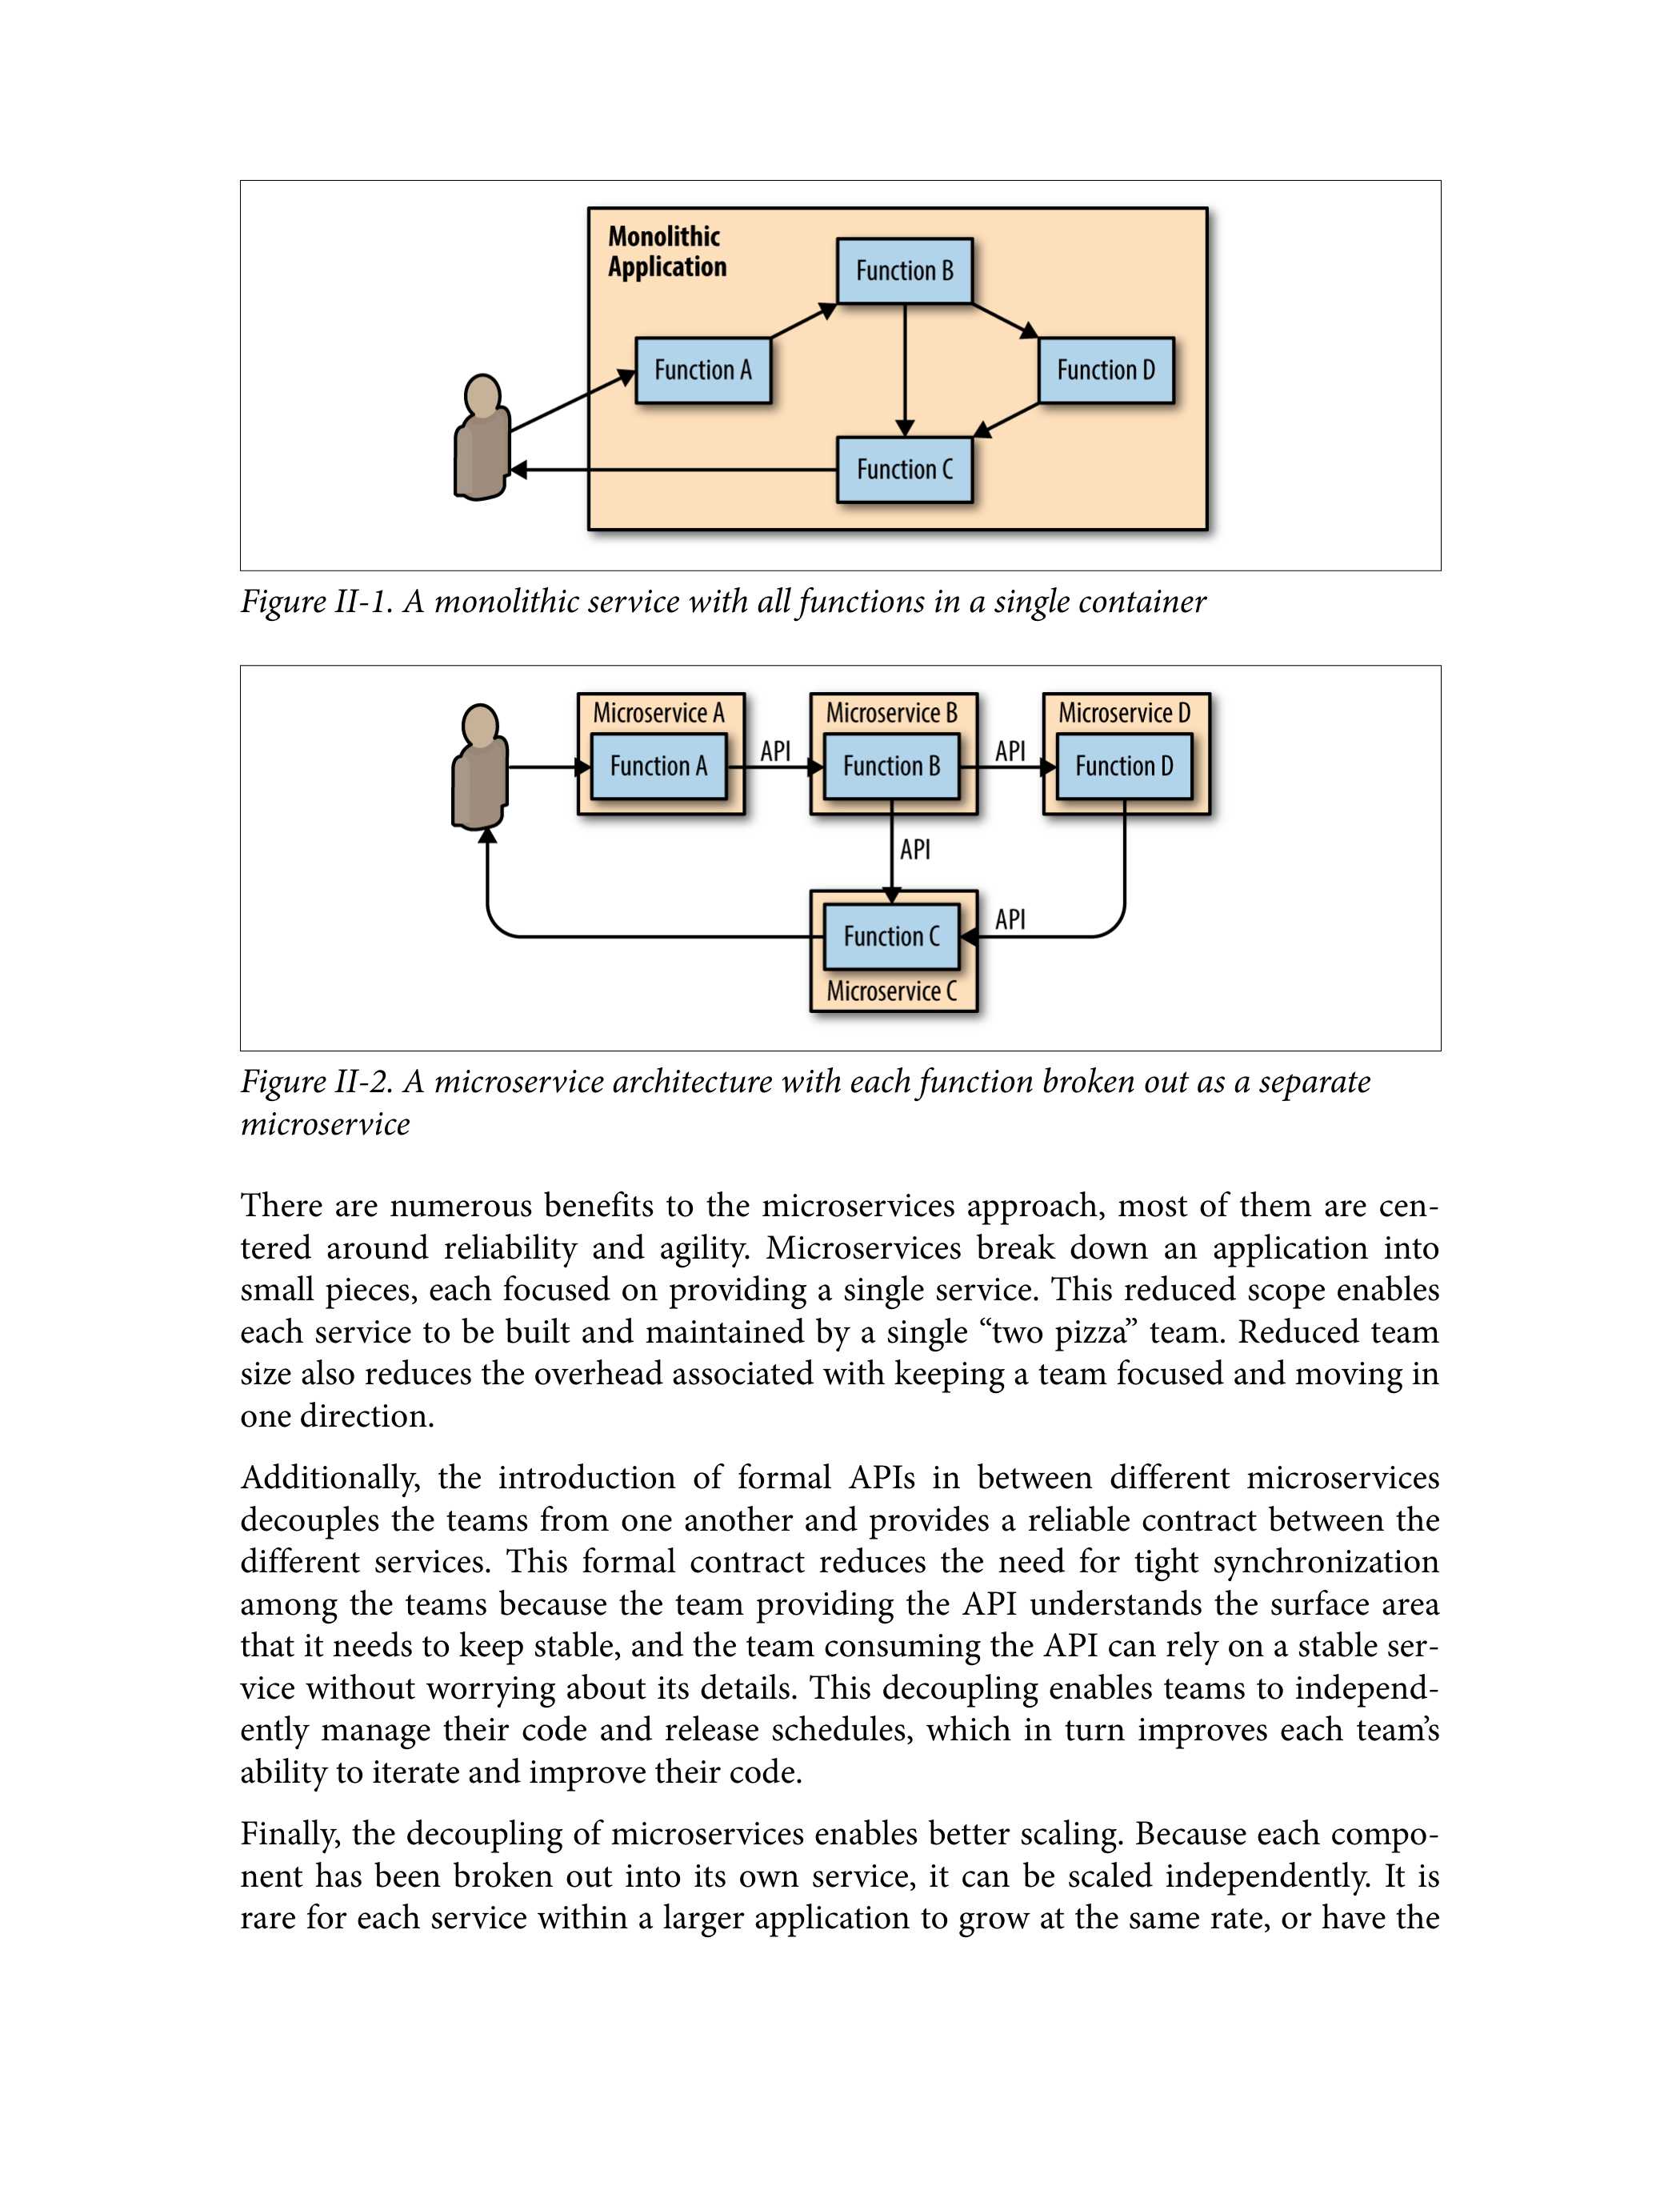 Monolithic
Application
Function B
Function A
Function D
Function C
Figure II-1. A monolithic service with all functions in a single container
Microservice A
Microservice B
Microservice D
Function A
API
Function B
API
Function D
API
API
Function C
Microservice C
Figure II-2. A microservice architecture with each function broken out as a separate
microservice
There are numerous benefits to the microservices approach, most of them are cen-
tered around reliability and agility. Microservices break down an application into
small pieces, each focused on providing a single service. This reduced scope enables
each service to be built and maintained by a single “two pizza” team. Reduced team
size also reduces the overhead associated with keeping a team focused and moving in
one direction.
Additionally, the introduction of formal APIs in between different microservices
decouples the teams from one another and provides a reliable contract between the
different services. This formal contract reduces the need for tight synchronization
among the teams because the team providing the API understands the surface area
that it needs to keep stable, and the team consuming the API can rely on a stable ser-
vice without worrying about its details. This decoupling enables teams to independ-
ently manage their code and release schedules, which in turn improves each team’s
ability to iterate and improve their code.
Finally, the decoupling of microservices enables better scaling. Because each compo-
nent has been broken out into its own service, it can be scaled independently. It is
rare for each service within a larger application to grow at the same rate, or have the